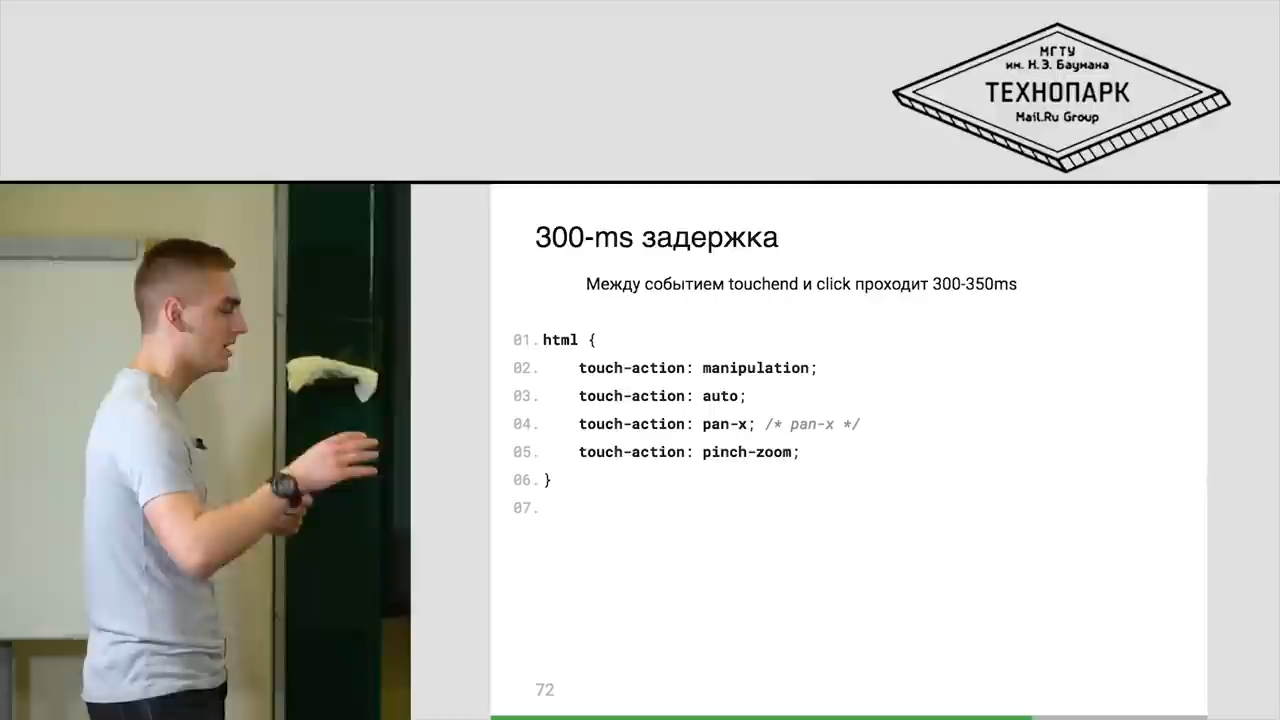 МГТУ
им. Н.Э. Баумана
ТЕХНОПАРК
Mail.Ru Group
300-ms задержка
Между событием touchend и click проходит 300-350ms
01. html {
02. touch-action: manipulation;
03. touch-action: auto;
04. touch-action: pan-x; /* pan-x */
05. touch-action: pinch-zoom;
06. }
07.
72